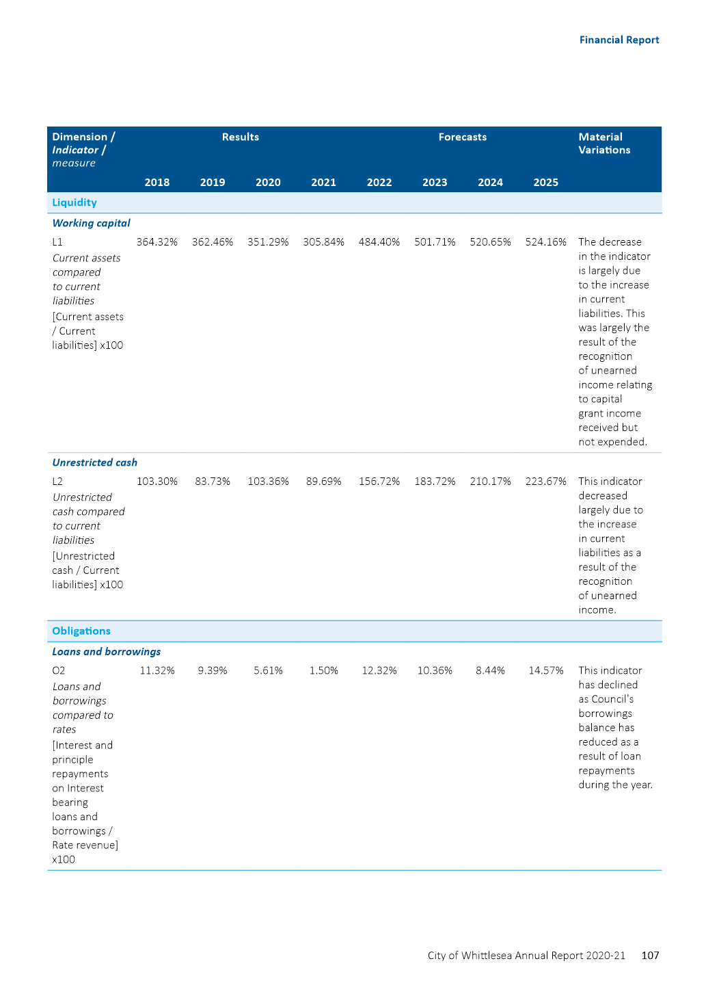 Financial Report
Dimension / Results Forecasts Material
Indicator / Variations
measure
2018 2019 2020 2021 2022 2023 2024 2025
Liquidity
Working capital
L1 364.32% 362.46% 351.29% 305.84% 484.40% 501.71% 520.65% 524.16% The decrease
Current assets in the indicator
compared is largely due
to current to the increase
liabilities in current
[Current assets liabilities. This
/ Current was largely the
liabilities] x100 result of the
recognition
of unearned
income relating
to capital
grant income
received but
not expended.
Unrestricted cash
L2 103.30% 83.73% 103.36% 89.69% 156.72% 183.72% 210.17% 223.67% This indicator
Unrestricted decreased
cash compared largely due to
to current the increase
liabilities in current
[Unrestricted liabilities as a
cash / Current result of the
liabilities] x100 recognition
of unearned
income.
Obligations
Loans and borrowings
O2 11.32% 9.39% 5.61% 1.50% 12.32% 10.36% 8.44% 14.57% This indicator
Loans and has declined
borrowings as Council's
compared to borrowings
rates balance has
[Interest and reduced as a
principle result of loan
repayments repayments
on Interest during the year.
bearing
loans and
borrowings /
Rate revenue]
x100
City of Whittlesea Annual Report 2020-21 107